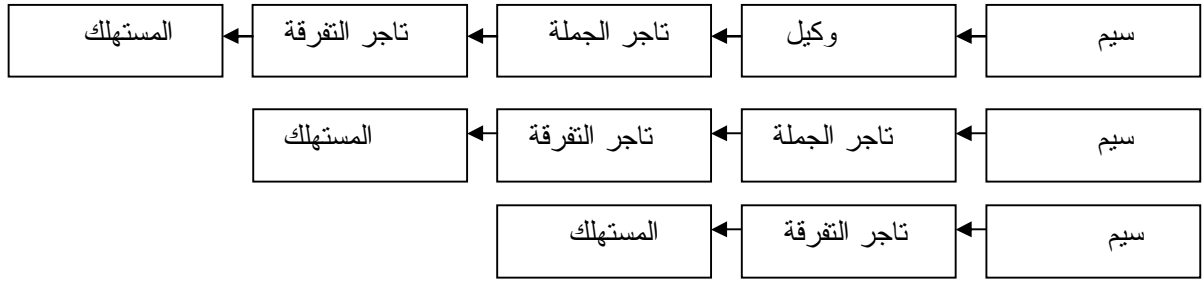 سيم وكيل تاجر الجملة تاجر التفرقة المستهلك
سيم تاجر الجملة تاجر التفرقة المستهلك
سيم تاجر التفرقة المستهلك